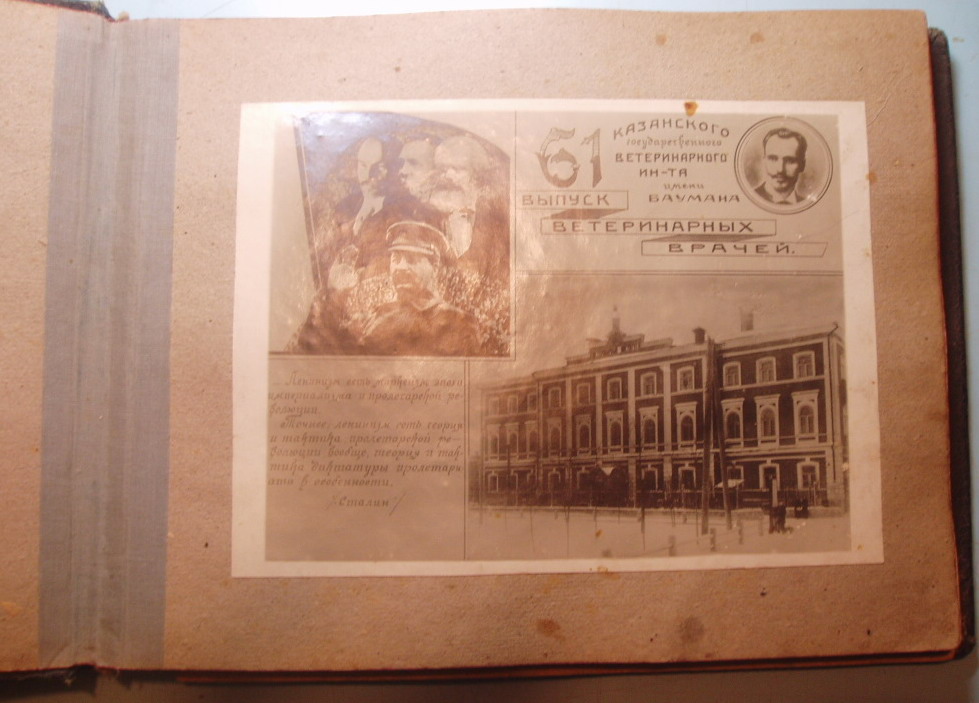 61
ВЫПУСК
КАЗАНСКОГО
государственного
ВЕТЕРИНАРНОГО
ИН-ТА
имени
БАУМАНА
ВЕТЕРИНАРНЫХ
ВРАЧЕЙ.
„Ленинизм есть марксизм эпохи
империализма и пролетарской ре-
волюции.
Точнее, ленинизм есть теория
и тактика пролетарской ре-
волюции вообще, теория и так-
тика диктатуры пролетари-
ата в особенности.
/Сталин/